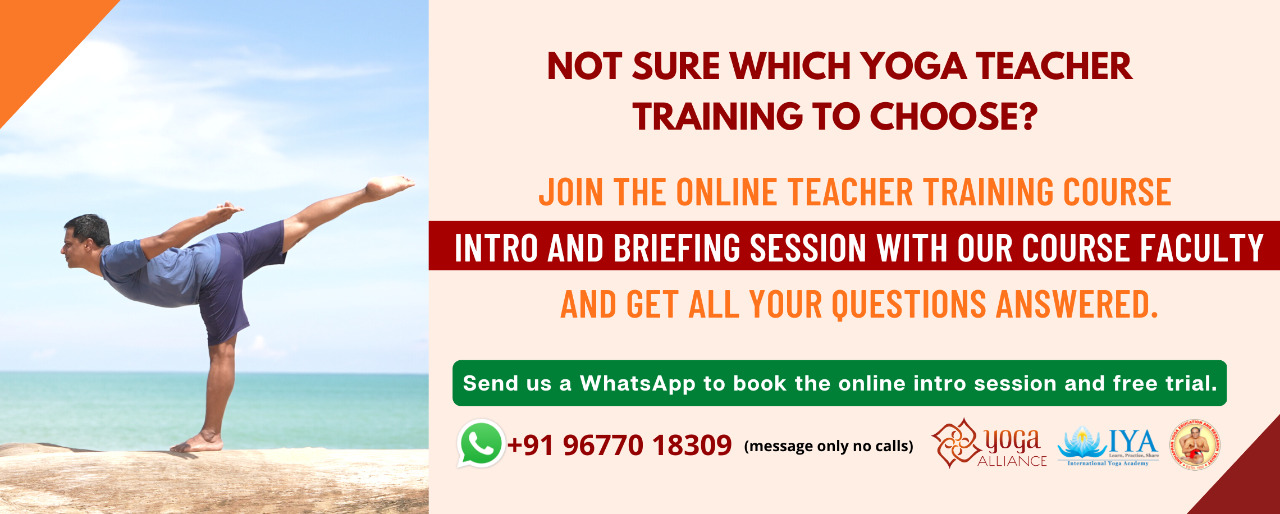 NOT SURE WHICH YOGA TEACHER
TRAINING TO CHOOSE?
JOIN THE ONLINE TEACHER TRAINING COURSE
INTRO AND BRIEFING SESSION WITH OUR COURSE FACULTY
AND GET ALL YOUR QUESTIONS ANSWERED.
Send us a WhatsApp to book the online intro session and free trial.
+91 96770 18309 (message only no calls)
yoga
ALLIANCE
IYA
Learn, Practice, Share
International Yoga Academy